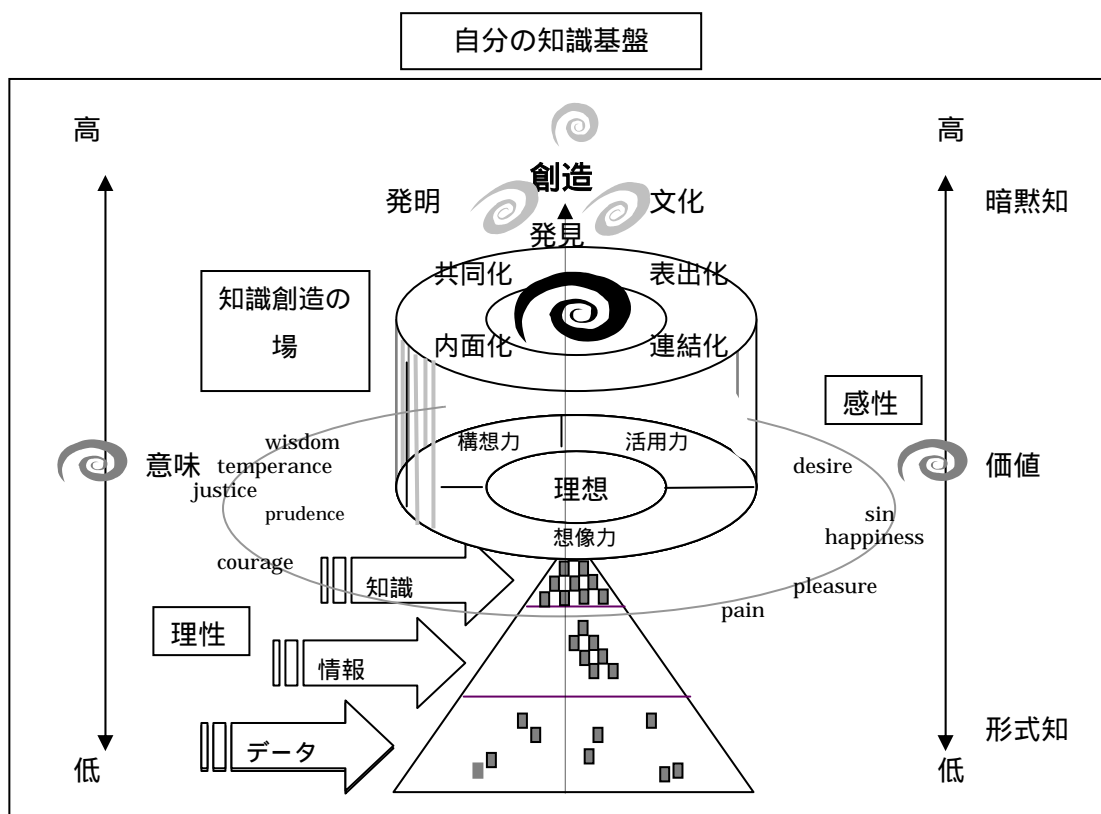 自分の知識基盤
高
高
創造
発明
文化
暗黙知
発見
共同化
表出化
知識創造の
場
内面化
連結化
感性
構想力
活用力
wisdom
意味
temperance
desire
価値
justice
理想
prudence
sin
想像力
happiness
courage
知識
pleasure
pain
理性
情報
形式知
データ
低
低